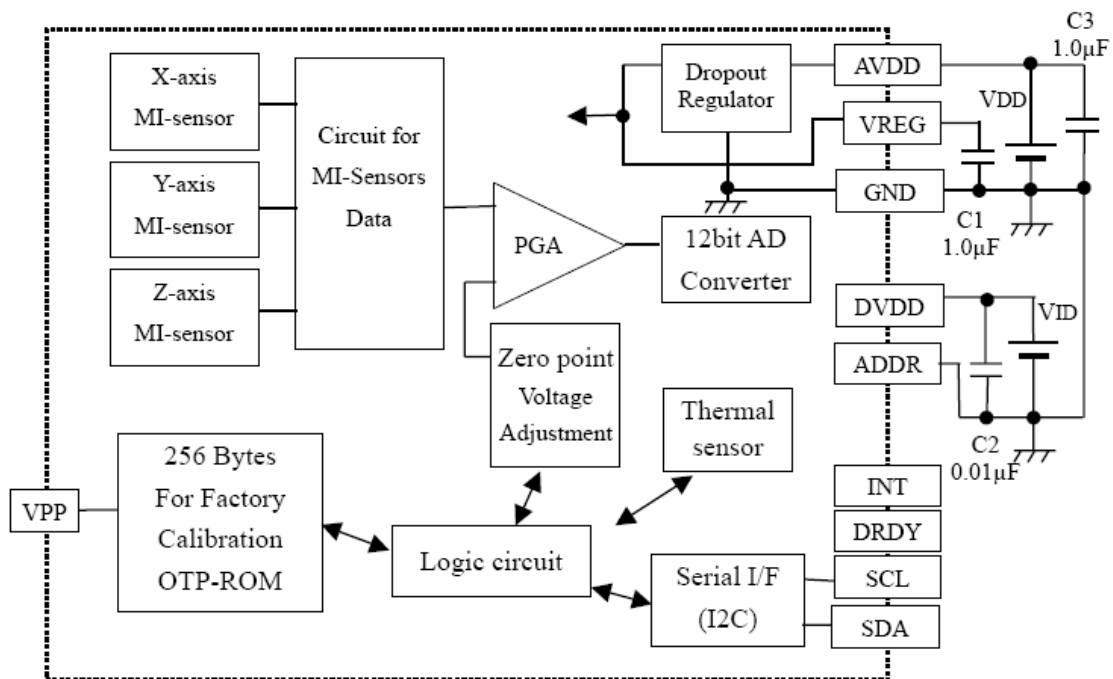 X-axis
MI-sensor
Y-axis
MI-sensor
Z-axis
MI-sensor
Circuit for
MI-Sensors
Data
PGA
Dropout
Regulator
12bit AD
Converter
Zero point
Voltage
Adjustment
Thermal
sensor
256 Bytes
For Factory
Calibration
OTP-ROM
VPP
Logic circuit
Serial I/F
(I2C)
AVDD
VREG
GND
DVDD
ADDR
INT
DRDY
SCL
SDA
C3
1.0μF
VDD
C1
1.0μF
VID
C2
0.01μF